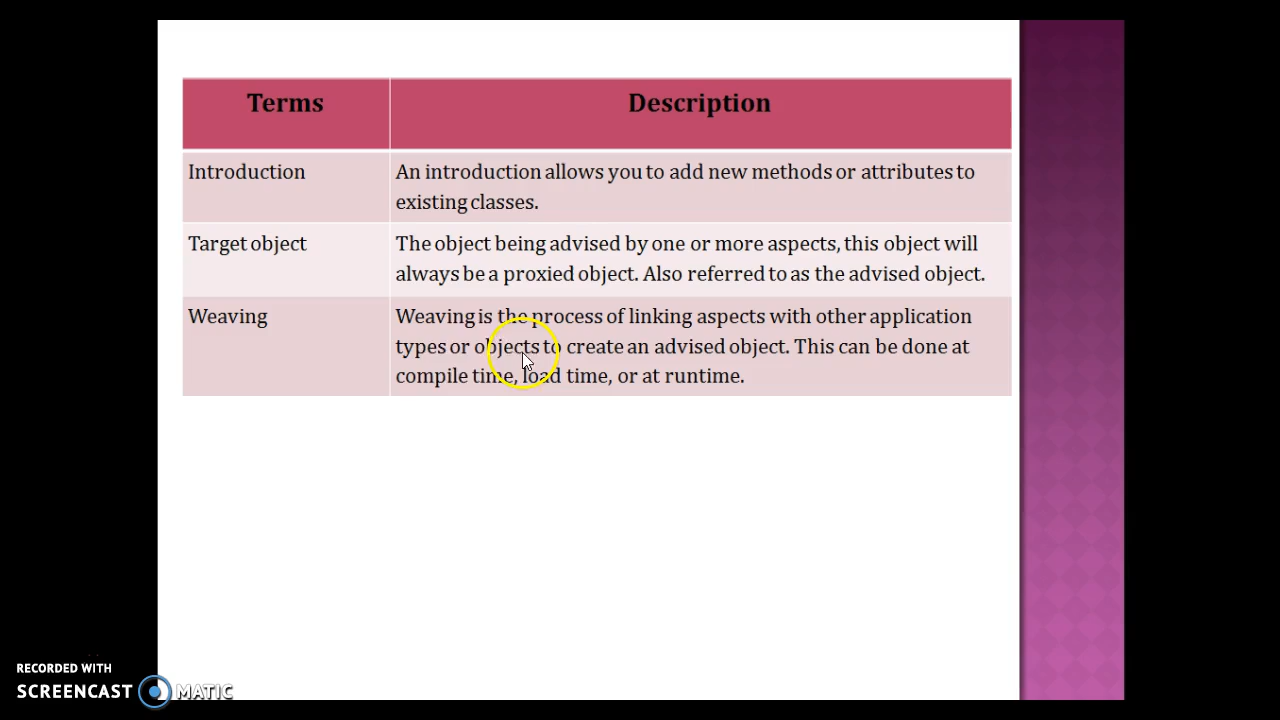 Terms
Description
Introduction
An introduction allows you to add new methods or attributes to
existing classes.
Target object
The object being advised by one or more aspects, this object will
always be a proxied object. Also referred to as the advised object.
Weaving
Weaving is the process of linking aspects with other application
types or objects to create an advised object. This can be done at
compile time, load time, or at runtime.
RECORDED WITH
SCREENCAST MATIC